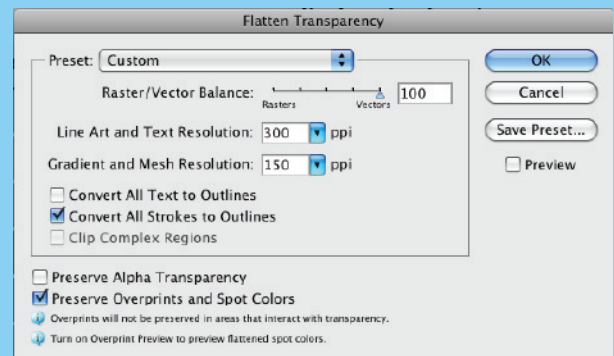 Flatten Transparency
Preset: Custom
OK
Raster/Vector Balance: 100
Rasters Vectors
Cancel
Line Art and Text Resolution: 300 ppi
Save Preset...
Gradient and Mesh Resolution: 150 ppi
Preview
Convert All Text to Outlines
Convert All Strokes to Outlines
Clip Complex Regions
Preserve Alpha Transparency
Preserve Overprints and Spot Colors
Overprints will not be preserved in areas that interact with transparency.
Turn on Overprint Preview to preview flattened spot colors.